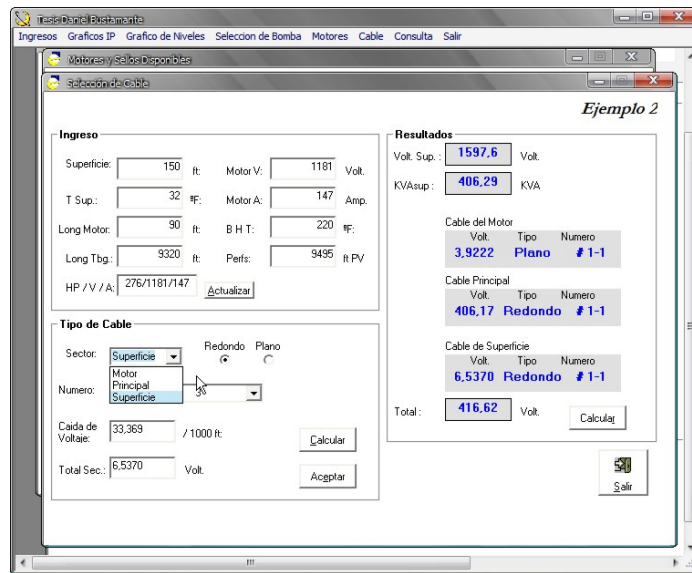 Tesis Daniel Bustamante
Ingresos Graficos IP Grafico de Niveles Seleccion de Bomba Motores Cable Consulta Salir
Motores y Sellos Disponibles
Selección de Cable
Ejemplo 2
Ingreso
Superficie: 150 ft: Motor V: 1181 Volt.
T Sup.: 32 ºF: Motor A: 147 Amp.
Long Motor: 90 ft: B H T: 220 ºF:
Long Tbg.: 9320 ft: Perfs: 9495 ft PV
HP / V / A: 276/1181/147 Actualizar
Tipo de Cable
Sector: Superficie Redondo Plano
Motor
Principal
Superficie
Numero: 3
Caida de Voltaje: 33,369 / 1000 ft: Calcular
Total Sec.: 6,5370 Volt. Aceptar
Resultados
Volt. Sup. : 1597,6 Volt.
KVAsup : 406,29 KVA
Cable del Motor
Volt. Tipo Numero
3,9222 Plano # 1-1
Cable Principal
Volt. Tipo Numero
406,17 Redondo # 1-1
Cable de Superficie
Volt. Tipo Numero
6,5370 Redondo # 1-1
Total : 416,62 Volt. Calcular
Salir